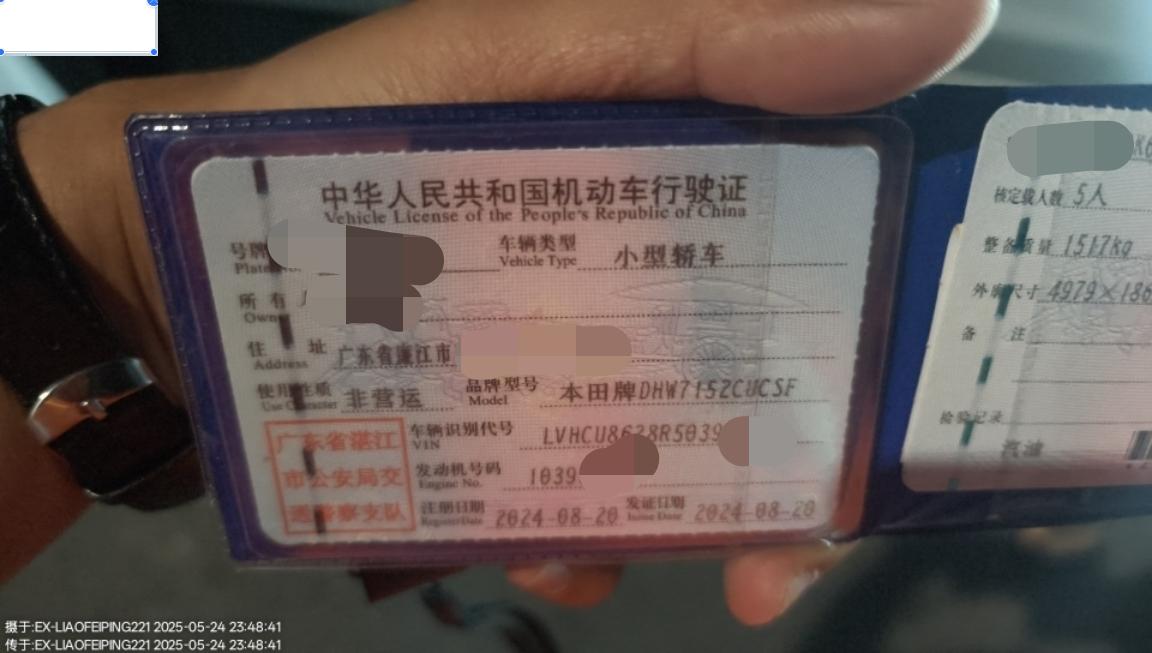 中华人民共和国机动车行驶证
Vehicle License of the People's Republic of China
号牌
车辆类型 小型轿车
Vehicle Type
所有
Owner
住址 广东省廉江市
Address
使用性质 非营运 品牌型号 本田牌DHW7152CUCSF
Use Character Model
广东省湛江
市公安局交
通警察支队
车辆识别代号 LVHCU8638R5039
VIN
发动机号码 1039
Engine No.
注册日期 2024-08-20 发证日期 2024-08-20
Register Date Issue Date
核定载人数 5人
整备质量 1517kg
外廓尺寸 4979×186
备注
检验记录
汽油
摄于:EX-LIAOFEIPING221 2025-05-24 23:48:41
传于:EX-LIAOFEIPING221 2025-05-24 23:48:41